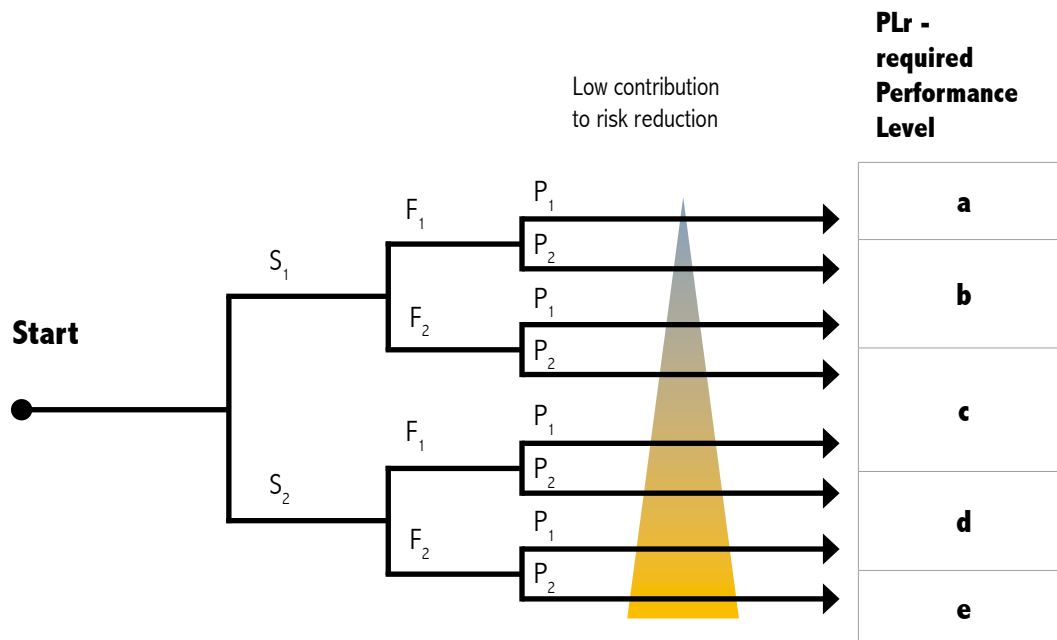 PLr -
required
Performance
Level
Low contribution
to risk reduction
a
P1
F1
P2
S1
b
P1
F2
P2
Start
c
P1
F1
P2
S2
d
P1
F2
P2
e